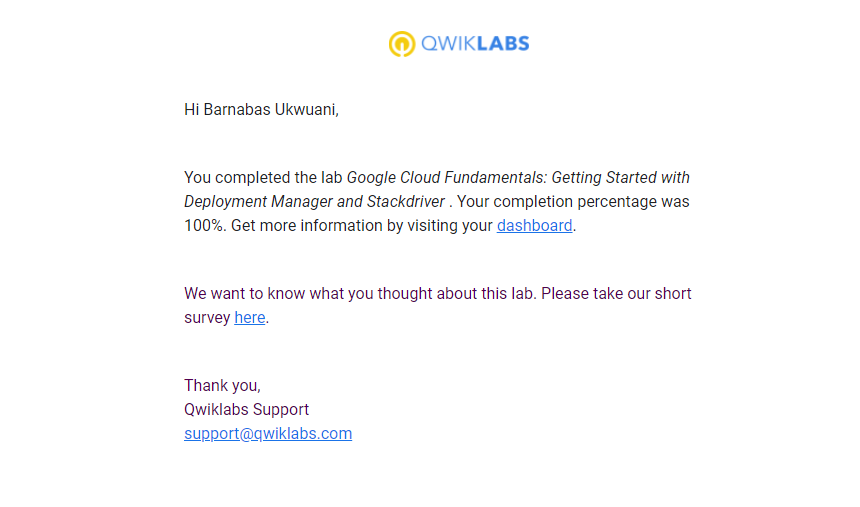 QWIKLABS
Hi Barnabas Ukwuani,
You completed the lab Google Cloud Fundamentals: Getting Started with
Deployment Manager and Stackdriver . Your completion percentage was
100%. Get more information by visiting your dashboard.
We want to know what you thought about this lab. Please take our short
survey here.
Thank you,
Qwiklabs Support
support@qwiklabs.com